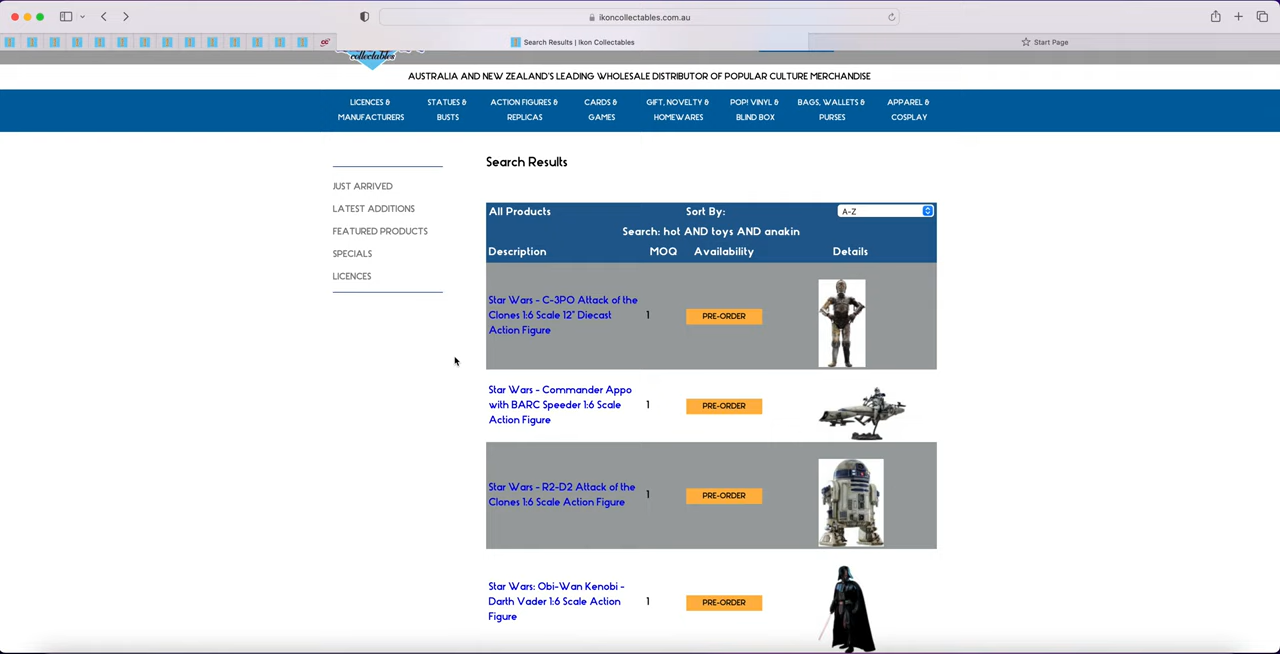 ikoncollectables.com.au
Search Results | Ikon Collectables
Start Page
collectables
AUSTRALIA AND NEW ZEALAND'S LEADING WHOLESALE DISTRIBUTOR OF POPULAR CULTURE MERCHANDISE
LICENCES &
MANUFACTURERS
STATUES &
BUSTS
ACTION FIGURES &
REPLICAS
CARDS &
GAMES
GIFT, NOVELTY &
HOMEWARES
POP! VINYL &
BLIND BOX
BAGS, WALLETS &
PURSES
APPAREL &
COSPLAY
JUST ARRIVED
LATEST ADDITIONS
FEATURED PRODUCTS
SPECIALS
LICENCES
Search Results
All Products Sort By: A-Z
Search: hot AND toys AND anakin
Description MOQ Availability Details
Star Wars - C-3PO Attack of the
Clones 1:6 Scale 12" Diecast
Action Figure
1 PRE-ORDER
Star Wars - Commander Appo
with BARC Speeder 1:6 Scale
Action Figure
1 PRE-ORDER
Star Wars - R2-D2 Attack of the
Clones 1:6 Scale Action Figure
1 PRE-ORDER
Star Wars: Obi-Wan Kenobi -
Darth Vader 1:6 Scale Action
Figure
1 PRE-ORDER